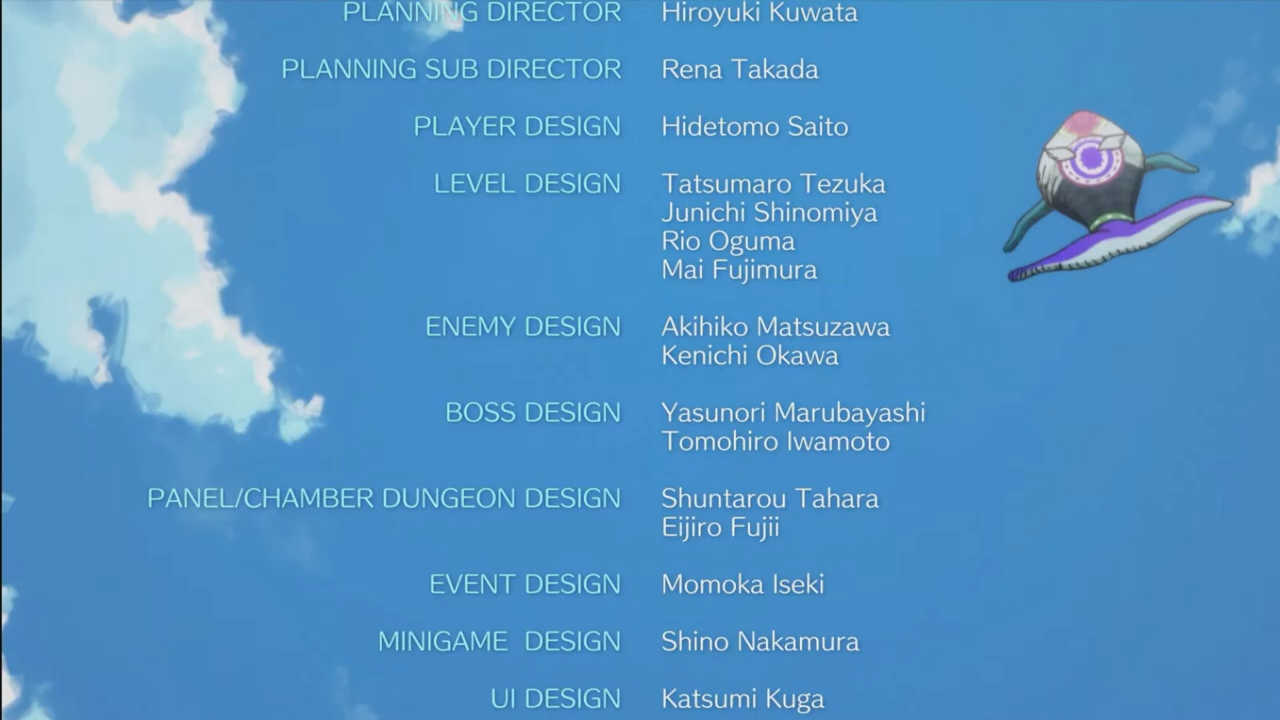 PLANNING DIRECTOR Hiroyuki Kuwata
PLANNING SUB DIRECTOR Rena Takada
PLAYER DESIGN Hidetomo Saito
LEVEL DESIGN Tatsumaro Tezuka
Junichi Shinomiya
Rio Oguma
Mai Fujimura
ENEMY DESIGN Akihiko Matsuzawa
Kenichi Okawa
BOSS DESIGN Yasunori Marubayashi
Tomohiro Iwamoto
PANEL/CHAMBER DUNGEON DESIGN Shuntarou Tahara
Eijiro Fujii
EVENT DESIGN Momoka Iseki
MINIGAME DESIGN Shino Nakamura
UI DESIGN Katsumi Kuga